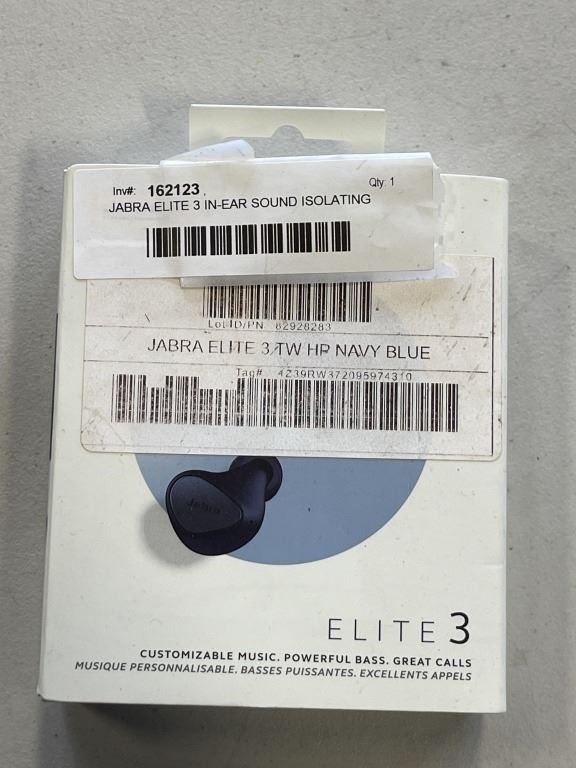 Inv#: 162123 Qty: 1
JABRA ELITE 3 IN-EAR SOUND ISOLATING
Lot ID/PN 82928283
JABRA ELITE 3 TW HP NAVY BLUE
Tag# 4Z39RW372095974310
Jabra
ELITE 3
CUSTOMIZABLE MUSIC. POWERFUL BASS. GREAT CALLS
MUSIQUE PERSONNALISABLE. BASSES PUISSANTES. EXCELLENTS APPELS